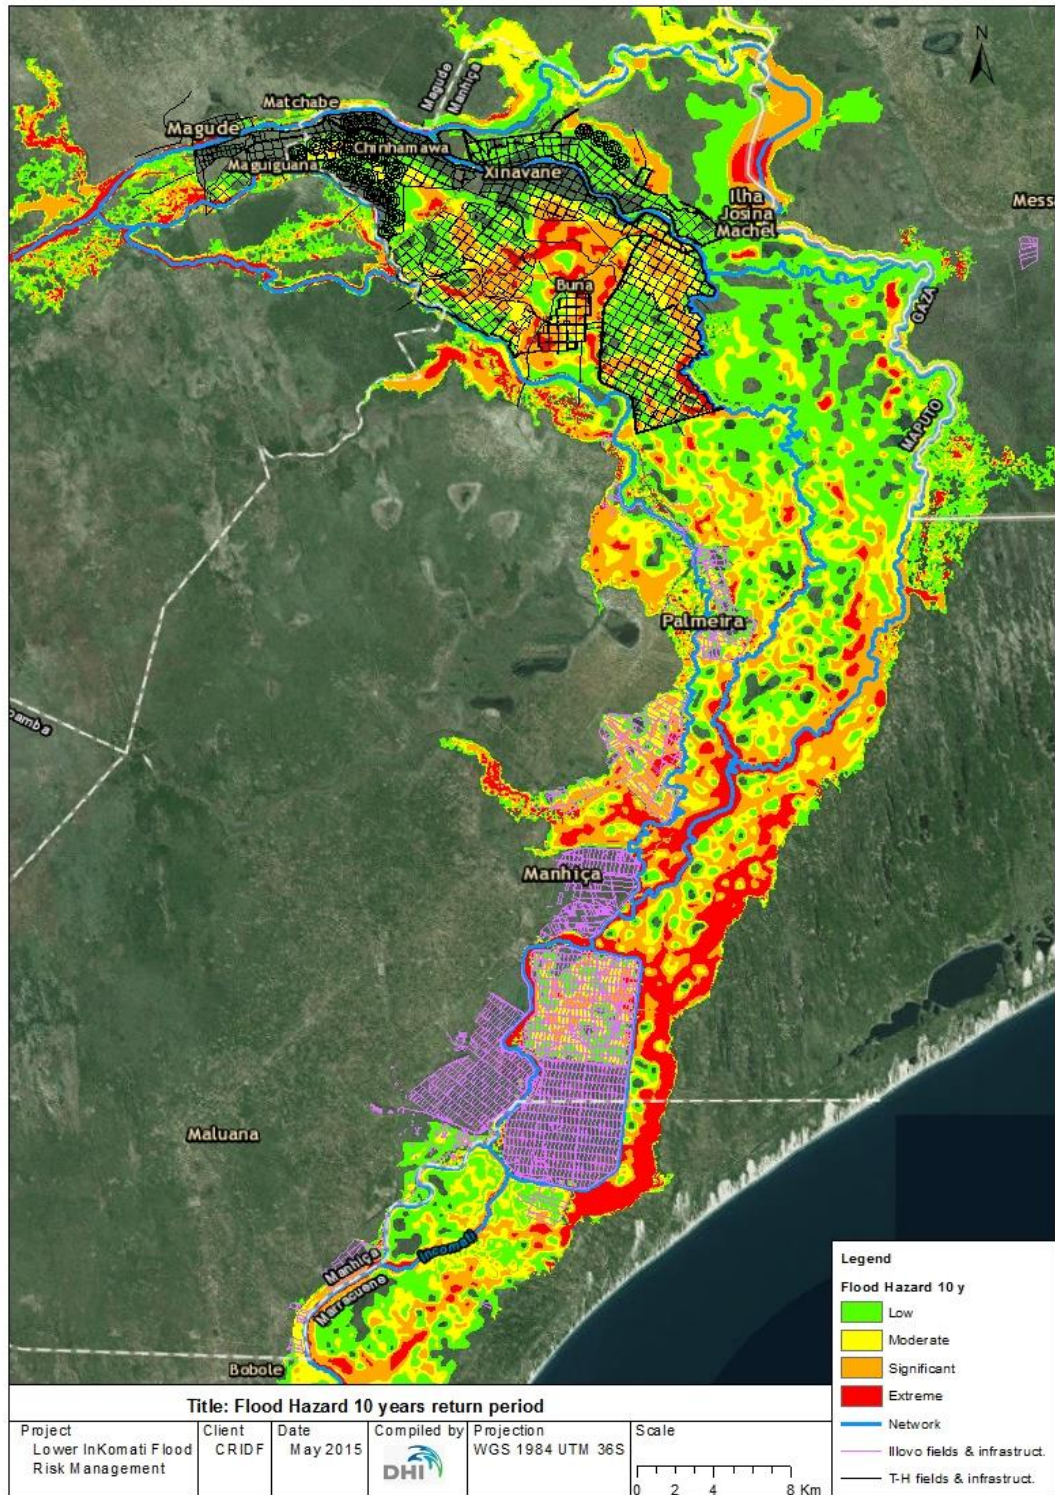 N
Magude
Manhiça
Matchabe
Magude
Chinhamawa
Maguiguana
Xinavane
Ilha
Josina
Machel
Mess
Buna
GAZA
MAPUTO
Palmeira
Manhiça
Maluana
Incomati
Manhiça
Marracuene
Bobole
Legend
Flood Hazard 10 y
Low
Moderate
Significant
Extreme
Network
Illovo fields & infrastruct.
T-H fields & infrastruct.
Title: Flood Hazard 10 years return period
Project
Lower InKomati Flood
Risk Management
Client
CRIDF
Date
May 2015
Compiled by
DHI
Projection
WGS 1984 UTM 36S
Scale
0 2 4 8 Km